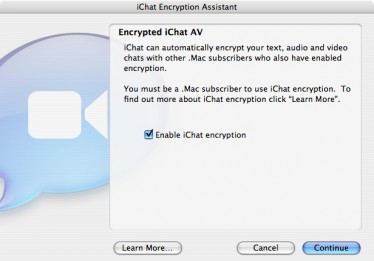 iChat Encryption Assistant
Encrypted iChat AV
iChat can automatically encrypt your text, audio and video
chats with other .Mac subscribers who also have enabled
encryption.
You must be a .Mac subscriber to use iChat encryption. To
find out more about iChat encryption click "Learn More".
Enable iChat encryption
Learn More...
Cancel
Continue